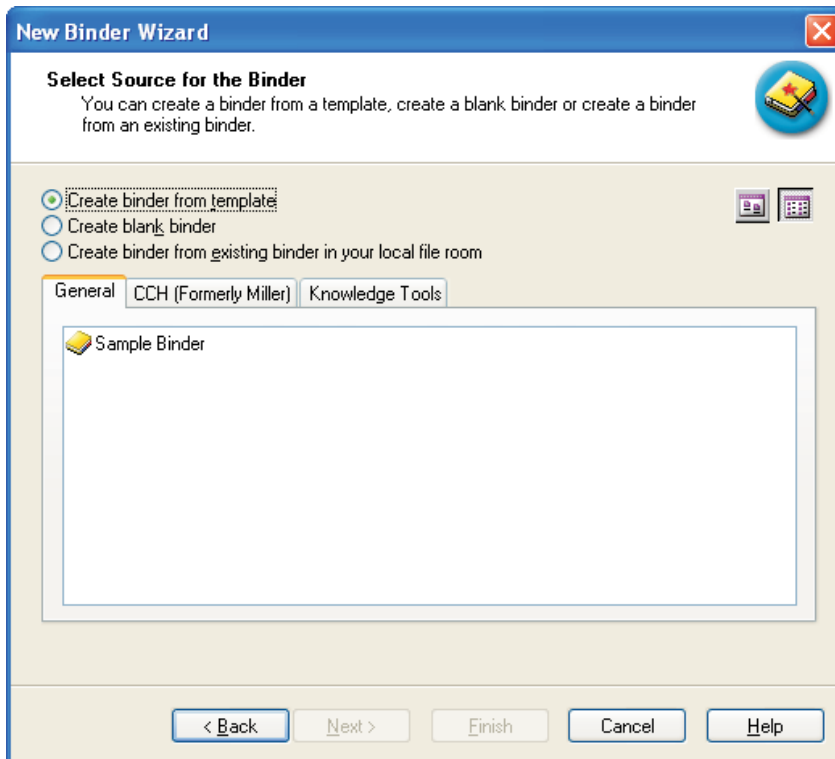 New Binder Wizard
Select Source for the Binder
You can create a binder from a template, create a blank binder or create a binder
from an existing binder.
Create binder from template
Create blank binder
Create binder from existing binder in your local file room
General CCH (Formerly Miller) Knowledge Tools
Sample Binder
< Back Next > Finish Cancel Help